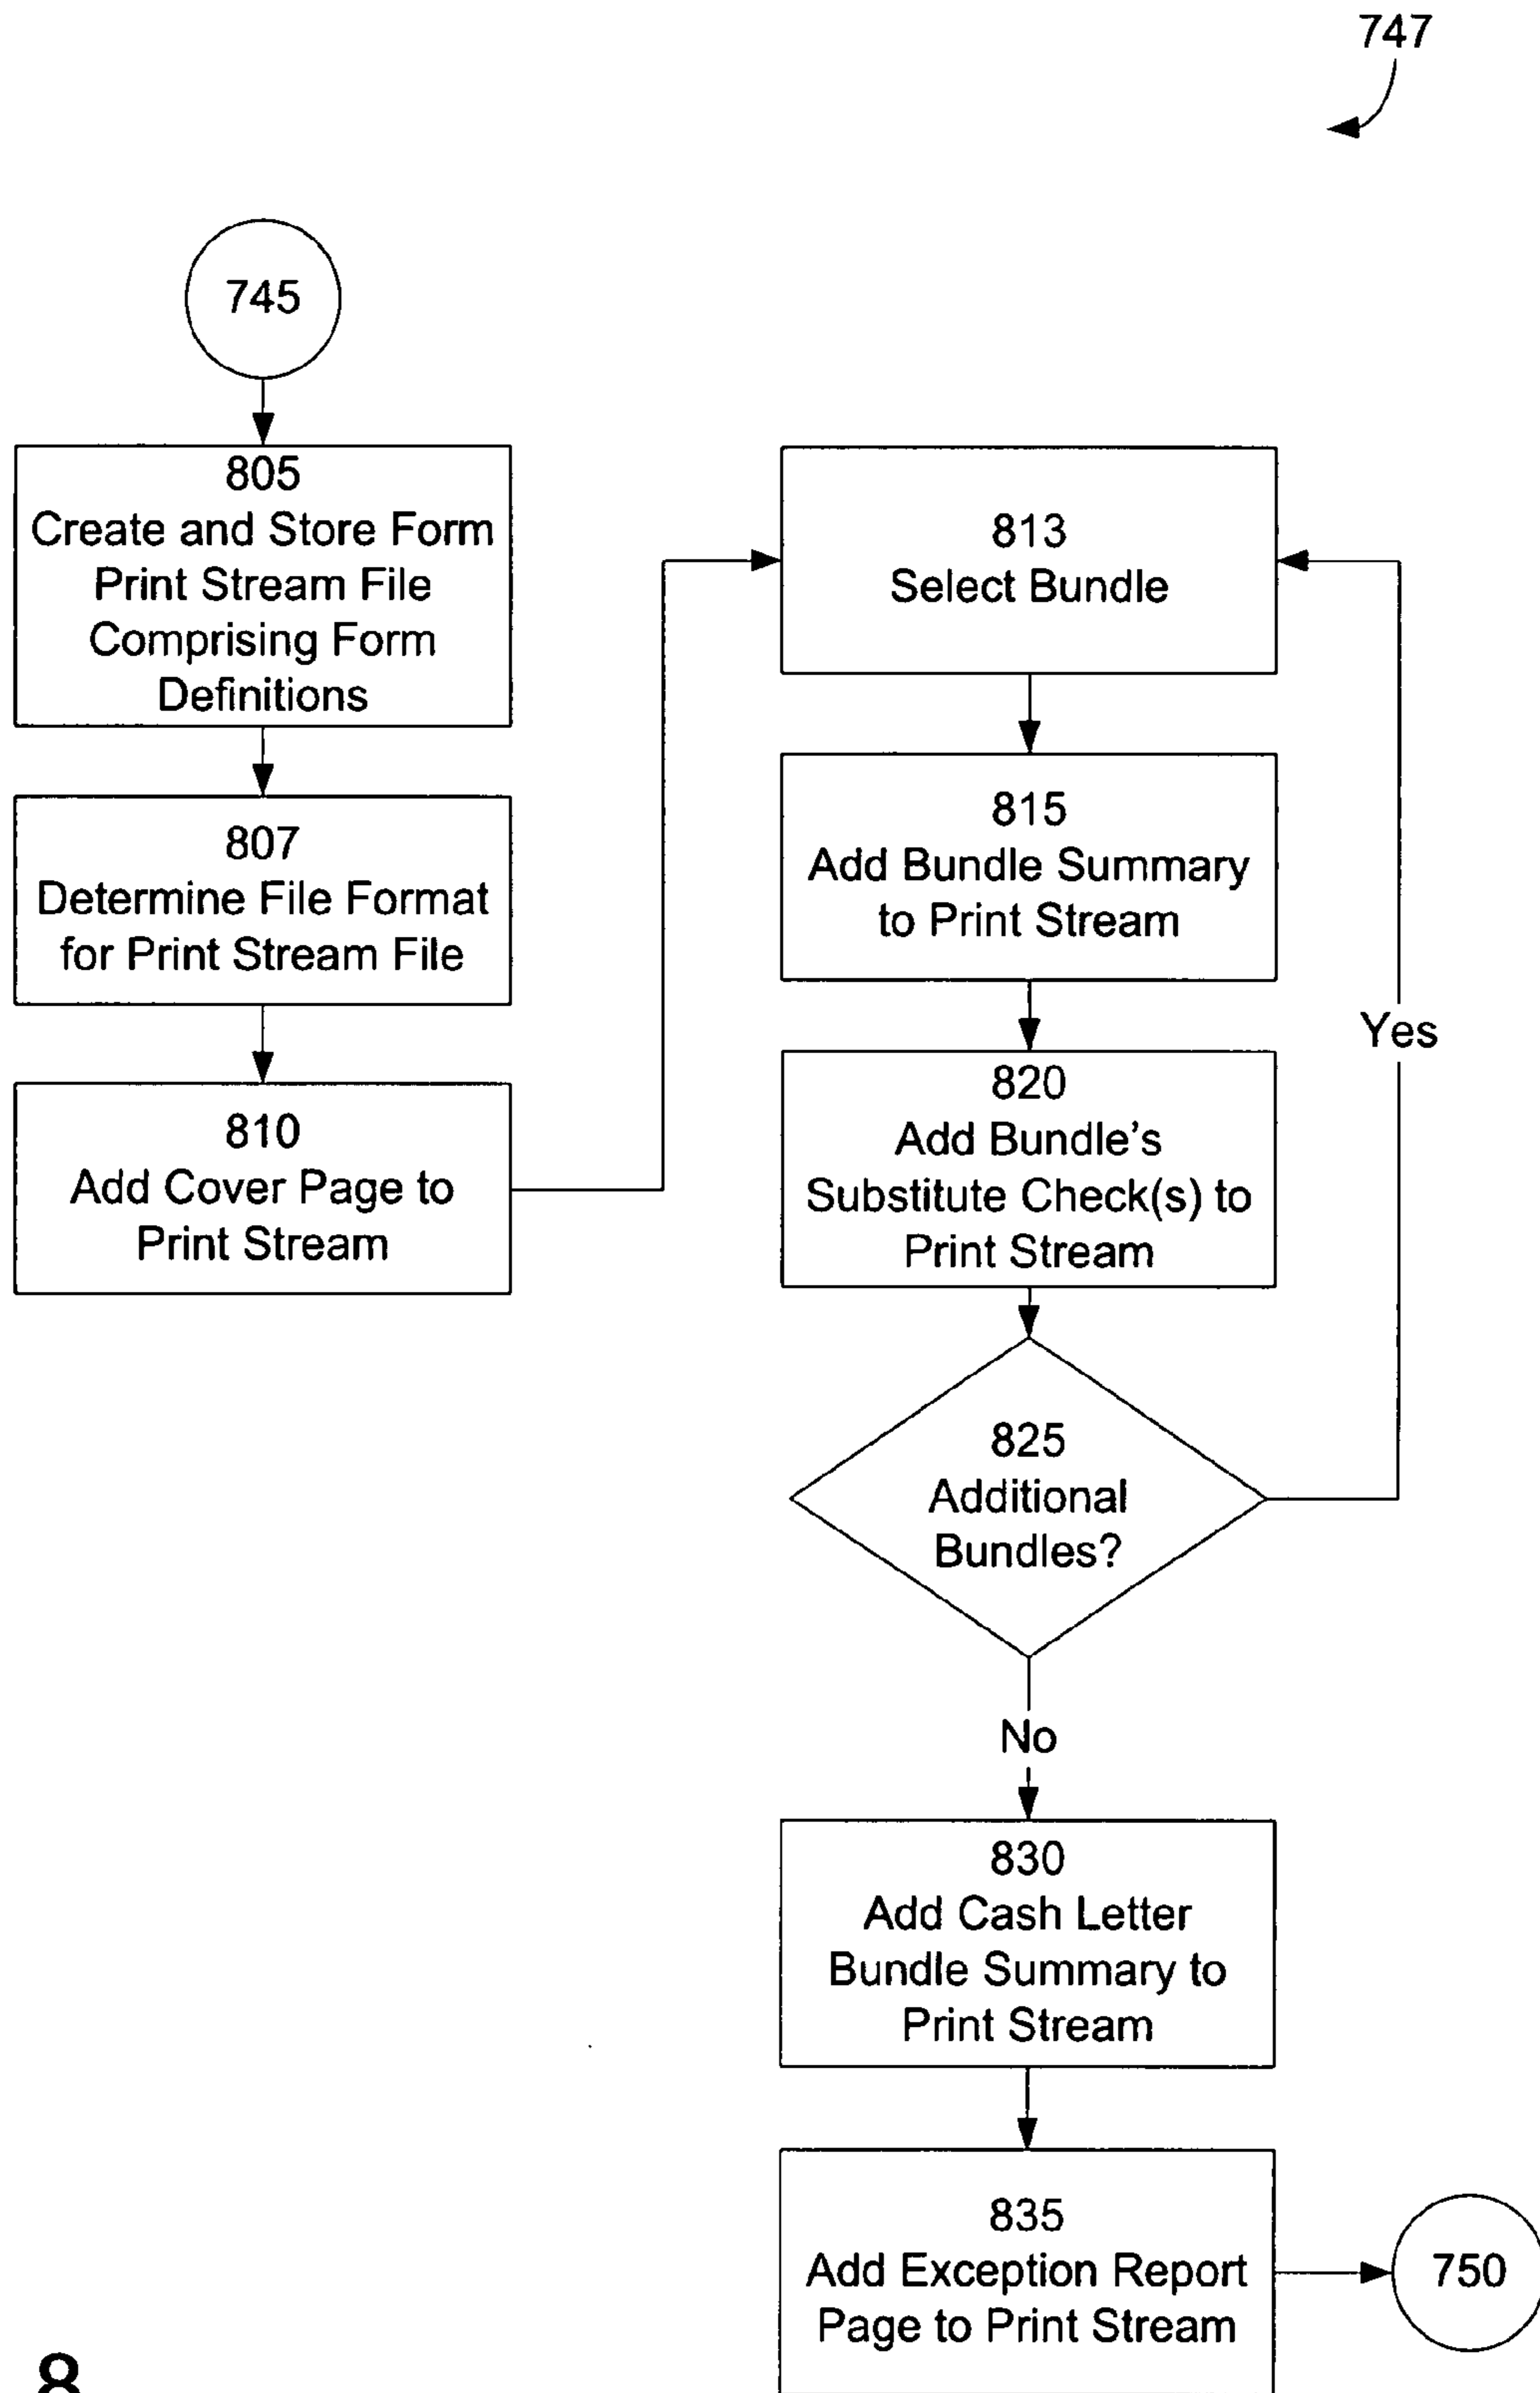 747
745
805
Create and Store Form
Print Stream File
Comprising Form
Definitions
807
Determine File Format
for Print Stream File
810
Add Cover Page to
Print Stream
813
Select Bundle
815
Add Bundle Summary
to Print Stream
820
Add Bundle's
Substitute Check(s) to
Print Stream
825
Additional
Bundles?
Yes
No
830
Add Cash Letter
Bundle Summary to
Print Stream
835
Add Exception Report
Page to Print Stream
750
8